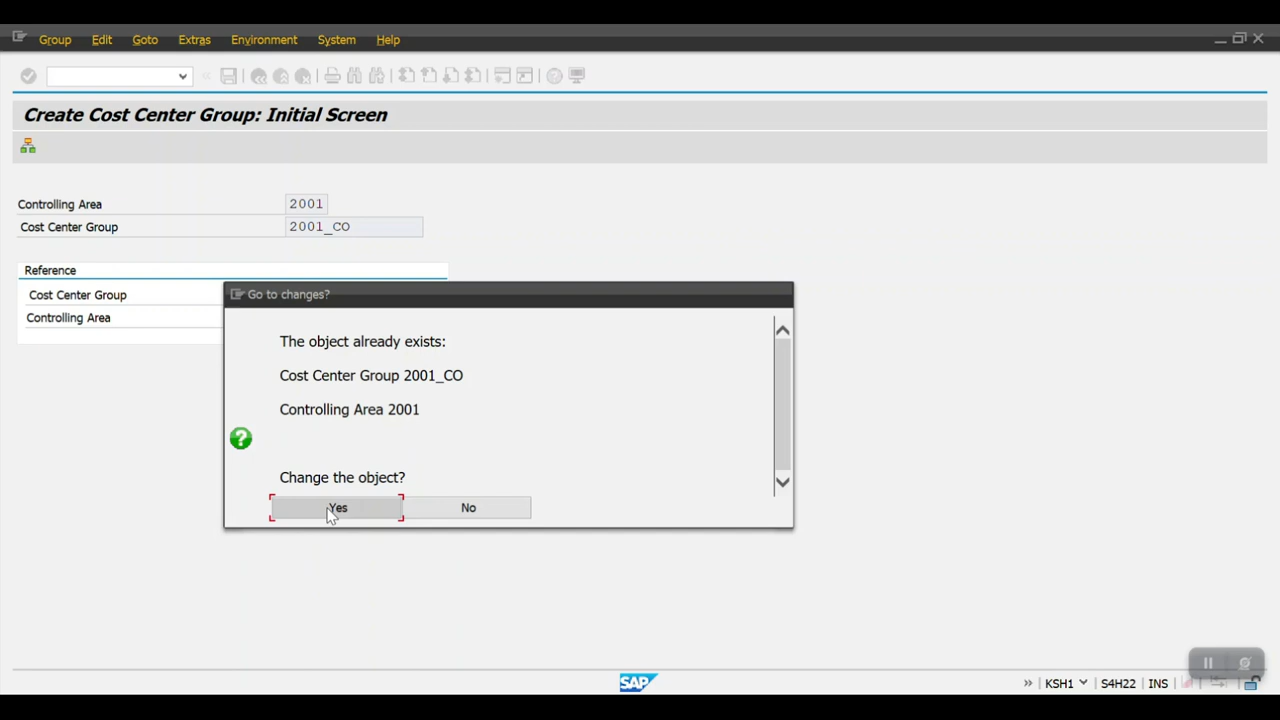 Group Edit Goto Extras Environment System Help
Create Cost Center Group: Initial Screen
Controlling Area 2001
Cost Center Group 2001_CO
Reference
Cost Center Group
Controlling Area
Go to changes?
The object already exists:
Cost Center Group 2001_CO
Controlling Area 2001
Change the object?
Yes No
SAP
KSH1 S4H22 INS